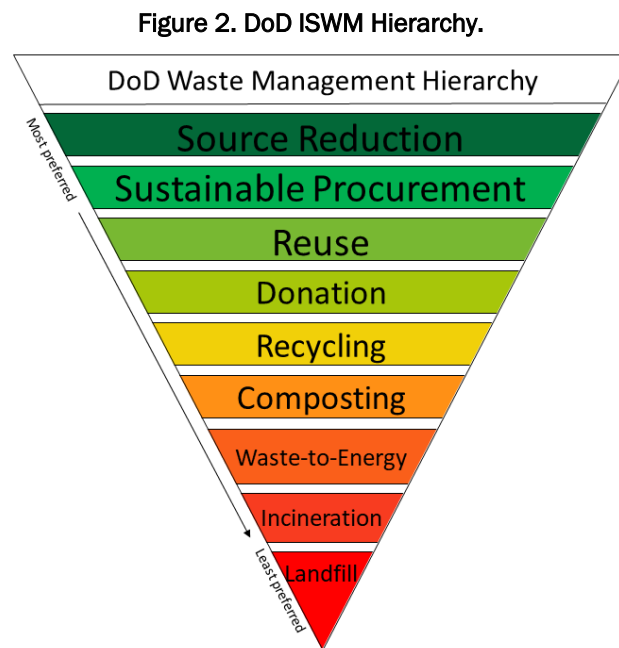 Figure 2. DoD ISWM Hierarchy.
DoD Waste Management Hierarchy
Most preferred
Source Reduction
Sustainable Procurement
Reuse
Donation
Recycling
Composting
Waste-to-Energy
Incineration
Least preferred
Landfill